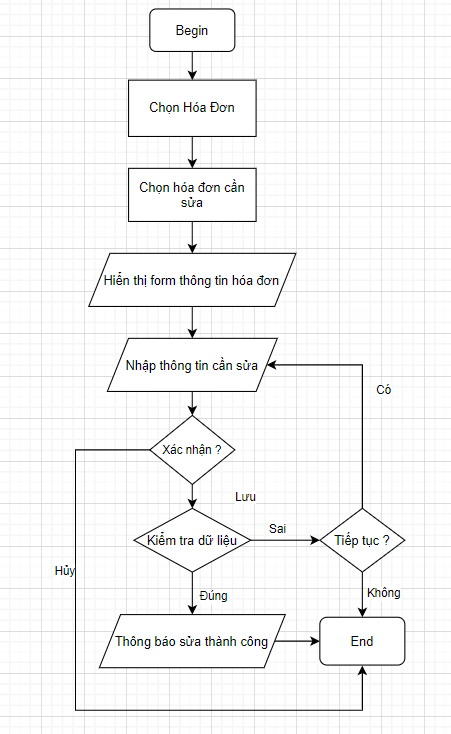 Begin
Chọn Hóa Đơn
Chọn hóa đơn cần
sửa
Hiển thị form thông tin hóa đơn
Nhập thông tin cần sửa
Có
Xác nhận ?
Lưu
Kiểm tra dữ liệu
Sai
Tiếp tục ?
Hủy
Đúng
Không
Thông báo sửa thành công
End